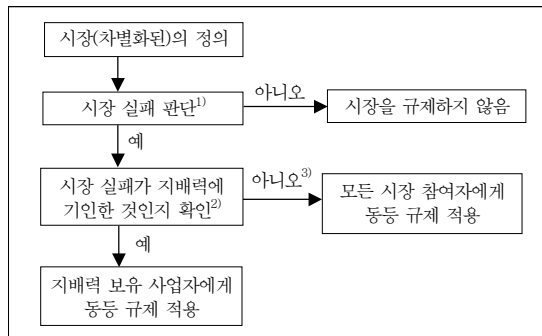 시장(차별화된)의 정의
시장 실패 판단1)
아니오
시장을 규제하지 않음
예
시장 실패가 지배력에
기인한 것인지 확인2)
아니오3)
모든 시장 참여자에게
동등 규제 적용
예
지배력 보유 사업자에게
동등 규제 적용